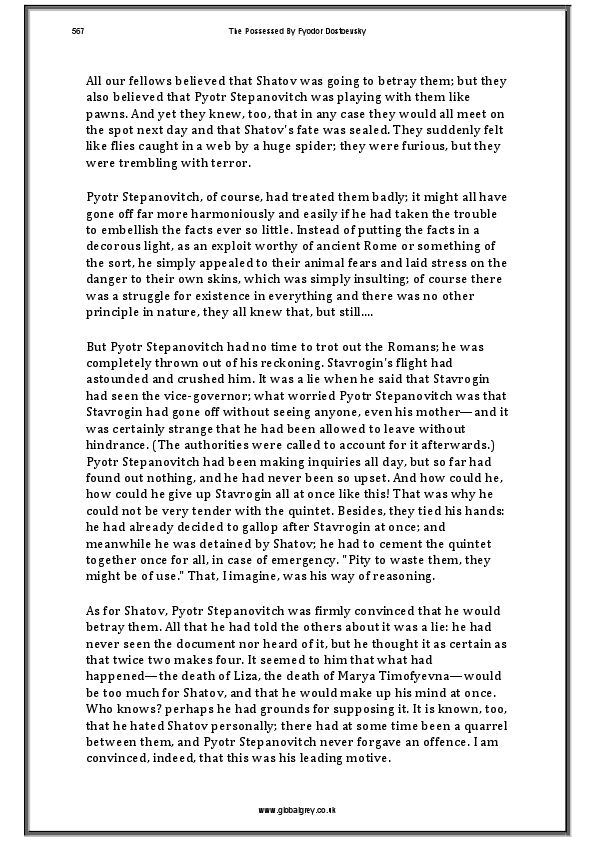 567
The Possessed By Fyodor Dostoevsky
All our fellows believed that Shatov was going to betray them; but they
also believed that Pyotr Stepanovitch was playing with them like
pawns. And yet they knew, too, that in any case they would all meet on
the spot next day and that Shatov's fate was sealed. They suddenly felt
like flies caught in a web by a huge spider; they were furious, but they
were trembling with terror.
Pyotr Stepanovitch, of course, had treated them badly; it might all have
gone off far more harmoniously and easily if he had taken the trouble
to embellish the facts ever so little. Instead of putting the facts in a
decorous light, as an exploit worthy of ancient Rome or something of
the sort, he simply appealed to their animal fears and laid stress on the
danger to their own skins, which was simply insulting; of course there
was a struggle for existence in everything and there was no other
principle in nature, they all knew that, but still....
But Pyotr Stepanovitch had no time to trot out the Romans; he was
completely thrown out of his reckoning. Stavrogin's flight had
astounded and crushed him. It was a lie when he said that Stavrogin
had seen the vice-governor; what worried Pyotr Stepanovitch was that
Stavrogin had gone off without seeing anyone, even his mother—and it
was certainly strange that he had been allowed to leave without
hindrance. (The authorities were called to account for it afterwards.)
Pyotr Stepanovitch had been making inquiries all day, but so far had
found out nothing, and he had never been so upset. And how could he,
how could he give up Stavrogin all at once like this! That was why he
could not be very tender with the quintet. Besides, they tied his hands:
he had already decided to gallop after Stavrogin at once; and
meanwhile he was detained by Shatov; he had to cement the quintet
together once for all, in case of emergency. "Pity to waste them, they
might be of use." That, I imagine, was his way of reasoning.
As for Shatov, Pyotr Stepanovitch was firmly convinced that he would
betray them. All that he had told the others about it was a lie: he had
never seen the document nor heard of it, but he thought it as certain as
that twice two makes four. It seemed to him that what had
happened—the death of Liza, the death of Marya Timofyevna—would
be too much for Shatov, and that he would make up his mind at once.
Who knows? perhaps he had grounds for supposing it. It is known, too,
that he hated Shatov personally; there had at some time been a quarrel
between them, and Pyotr Stepanovitch never forgave an offence. I am
convinced, indeed, that this was his leading motive.
www.globalgrey.co.uk